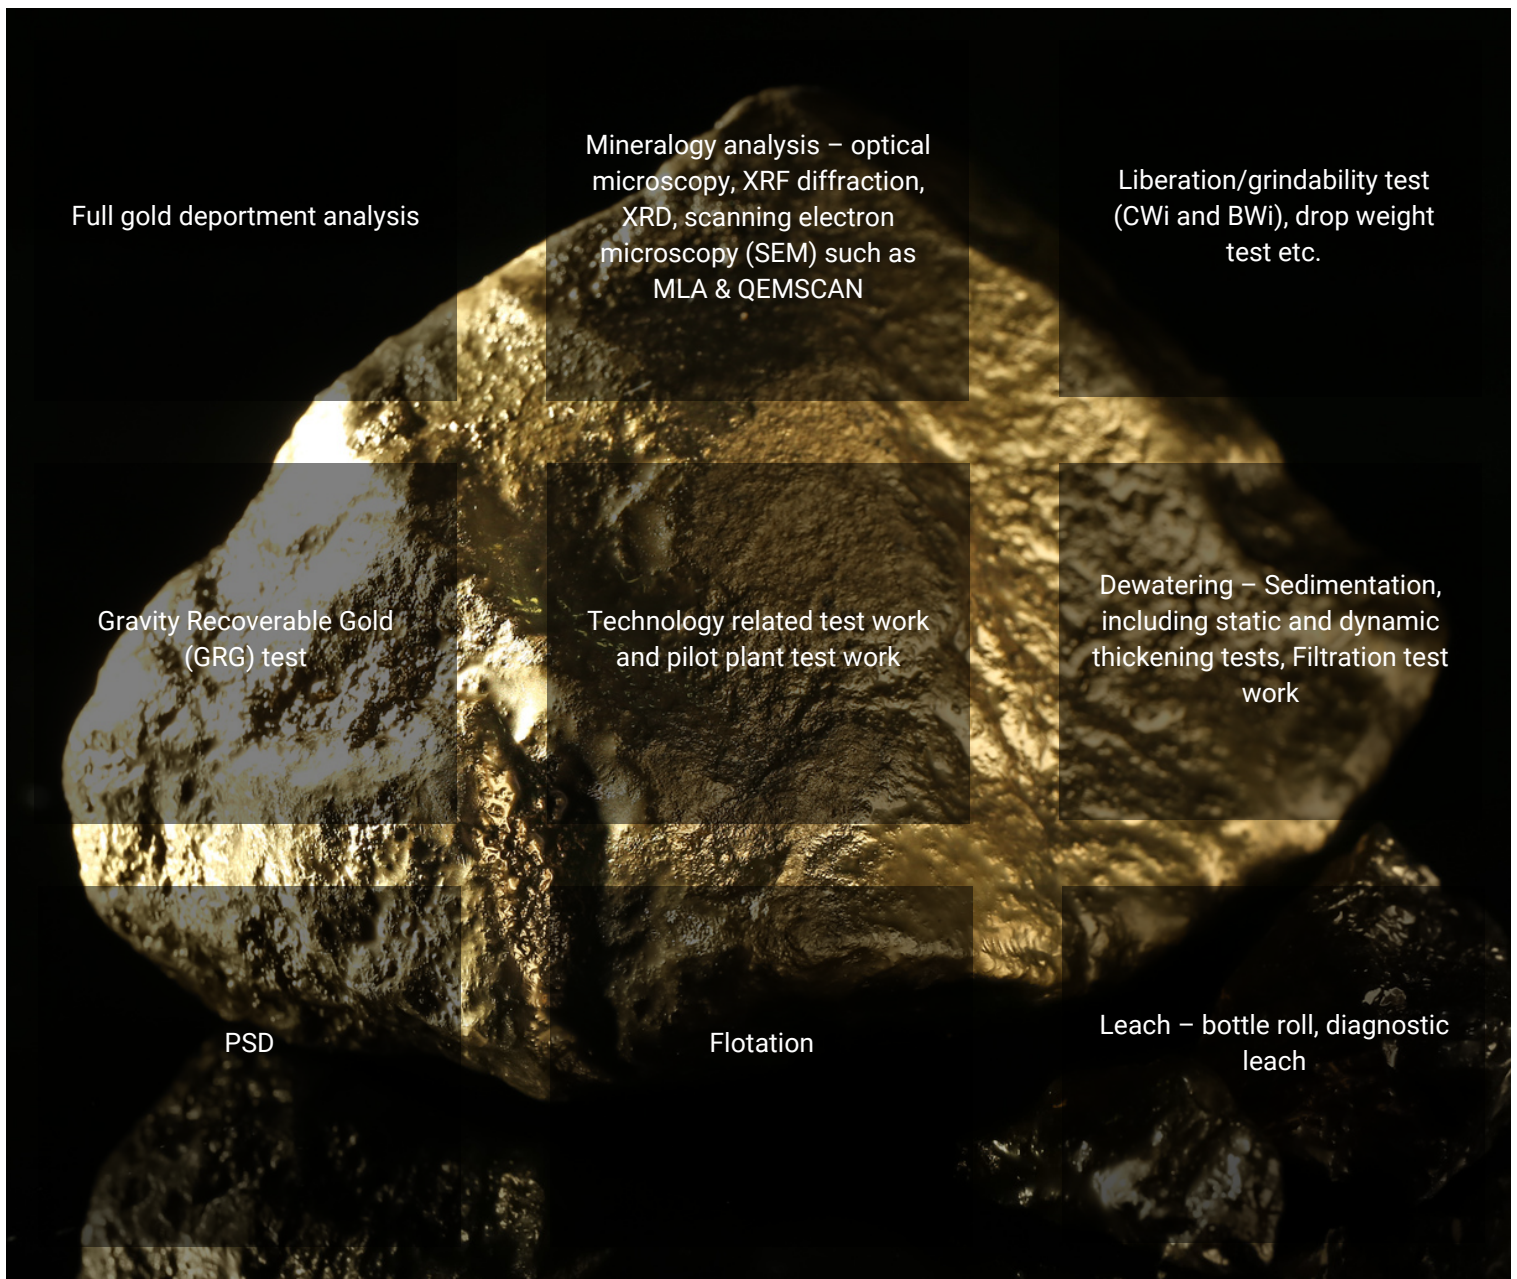 Full gold deportment analysis
Mineralogy analysis – optical
microscopy, XRF diffraction,
XRD, scanning electron
microscopy (SEM) such as
MLA & QEMSCAN
Liberation/grindability test
(CWi and BWi), drop weight
test etc.
Gravity Recoverable Gold
(GRG) test
Technology related test work
and pilot plant test work
Dewatering – Sedimentation,
including static and dynamic
thickening tests, Filtration test
work
PSD
Flotation
Leach – bottle roll, diagnostic
leach